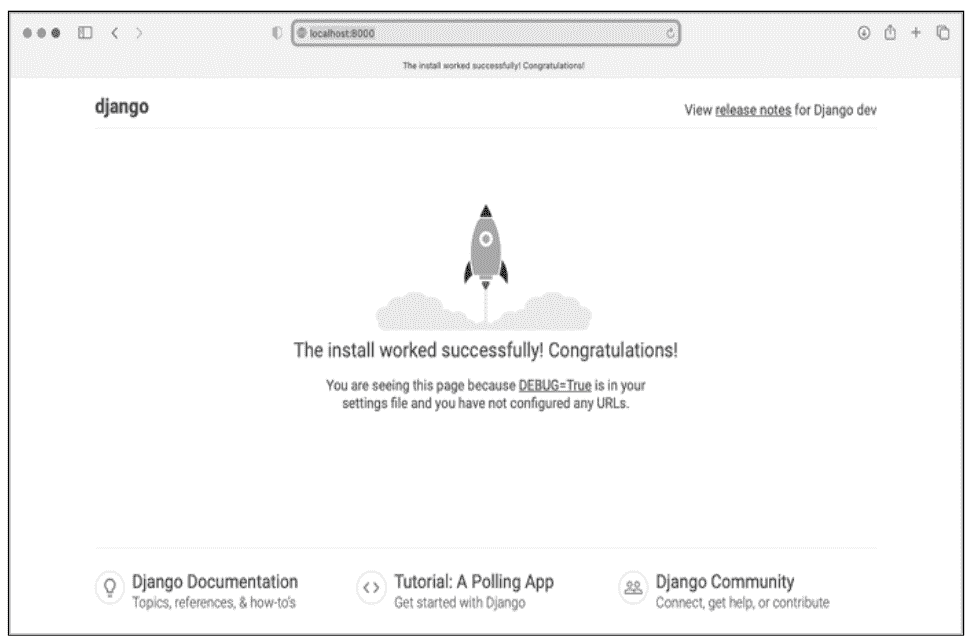 localhost:8000
The install worked successfully! Congratulations!
django
View release notes for Django dev
The install worked successfully! Congratulations!
You are seeing this page because DEBUG=True is in your
settings file and you have not configured any URLs.
Django Documentation
Topics, references, & how-to's
Tutorial: A Polling App
Get started with Django
Django Community
Connect, get help, or contribute